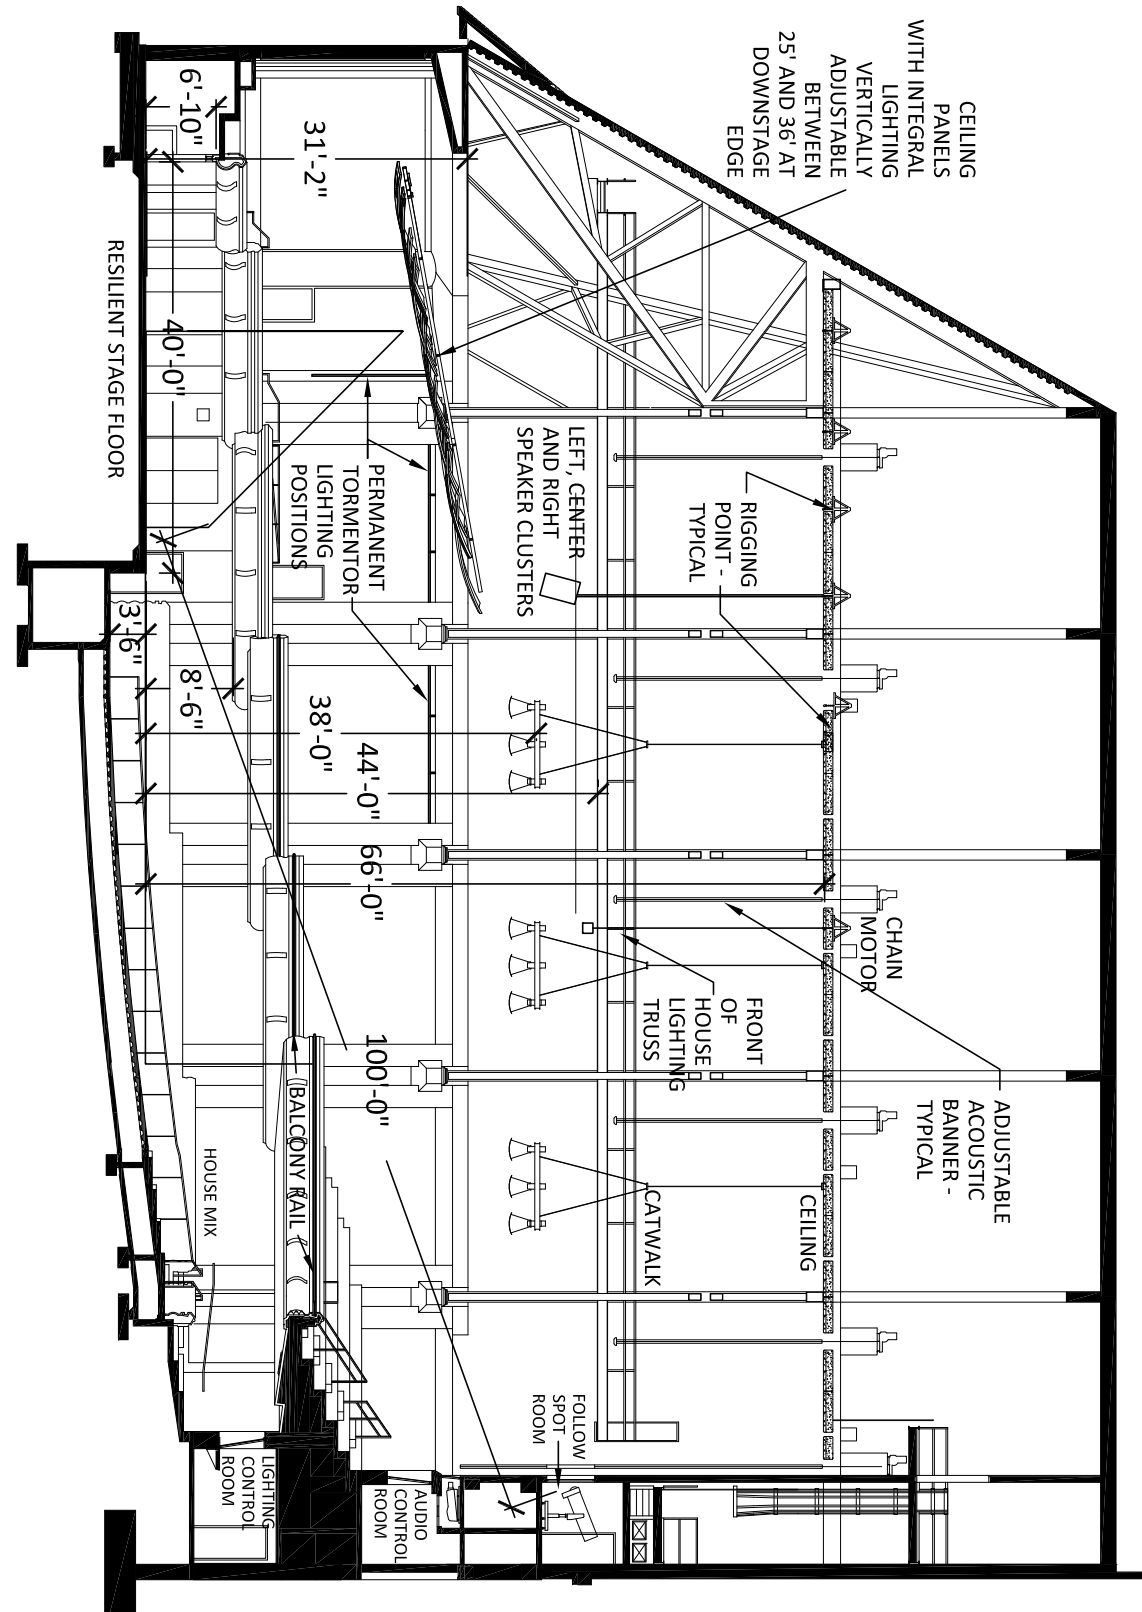 CEILING
PANELS
WITH INTEGRAL
LIGHTING
VERTICALLY
ADJUSTABLE
BETWEEN
25' AND 36' AT
DOWNSTAGE
EDGE
6'-10"
31'-2"
40'-0"
RESILIENT STAGE FLOOR
PERMANENT
TORMENTOR
LIGHTING
POSITIONS
LEFT, CENTER
AND RIGHT
SPEAKER CLUSTERS
RIGGING
POINT -
TYPICAL
3'-6"
8'-6"
38'-0"
44'-0"
66'-0"
100'-0"
CHAIN
MOTOR
FRONT
OF
HOUSE
LIGHTING
TRUSS
ADJUSTABLE
ACOUSTIC
BANNER -
TYPICAL
CEILING
CATWALK
BALCONY RAIL
HOUSE MIX
FOLLOW
SPOT
ROOM
AUDIO
CONTROL
ROOM
LIGHTING
CONTROL
ROOM